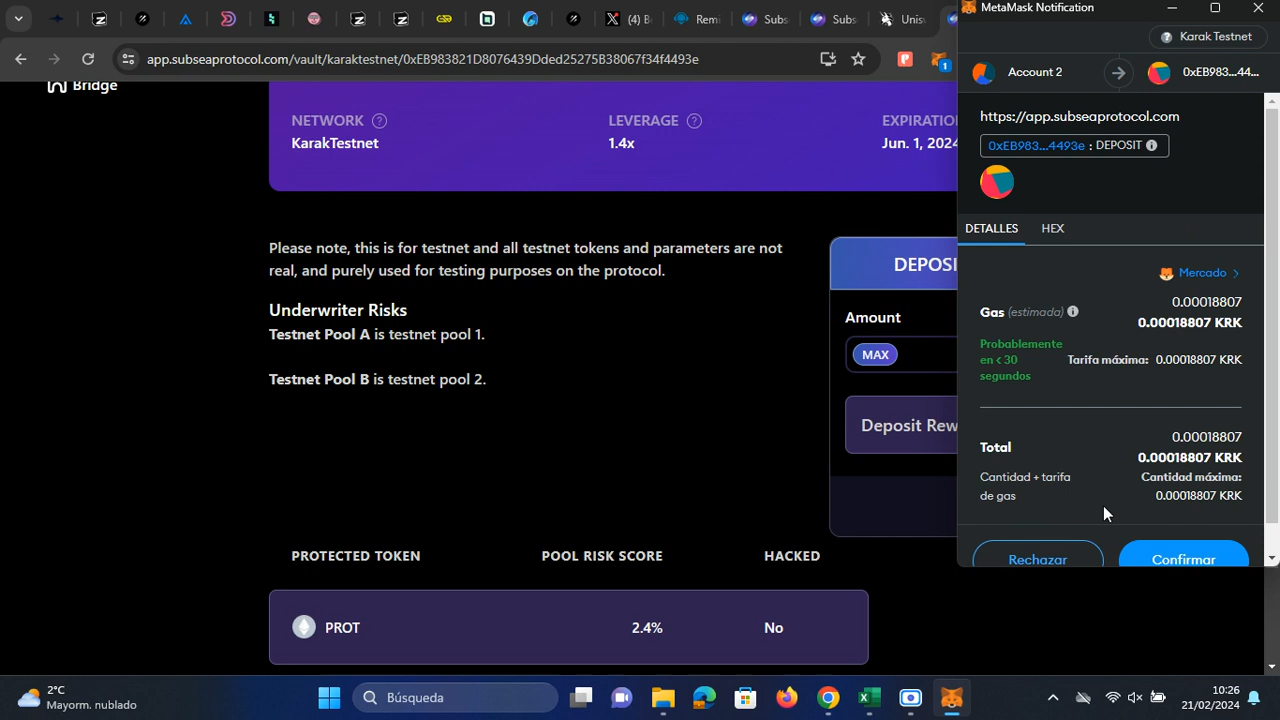 (4) B
Rem
Subs
Subs
Unis
app.subseaprotocol.com/vault/karaktestnet/0xEB983821D8076439Dded25275B38067f34f4493e
1
Bridge
NETWORK ?
LEVERAGE ?
EXPIRATIO
KarakTestnet
1.4x
Jun. 1, 2024
Please note, this is for testnet and all testnet tokens and parameters are not
real, and purely used for testing purposes on the protocol.
Underwriter Risks
Testnet Pool A is testnet pool 1.
Testnet Pool B is testnet pool 2.
DEPOSI
Amount
MAX
Deposit Rew
PROTECTED TOKEN
POOL RISK SCORE
HACKED
PROT
2.4%
No
MetaMask Notification
? Karak Testnet
Account 2
0xEB983...44...
https://app.subseaprotocol.com
0xEB983...4493e : DEPOSIT
DETALLES
HEX
Mercado >
Gas (estimada)
0.00018807
0.00018807 KRK
Probablemente
en < 30
segundos
Tarifa máxima: 0.00018807 KRK
Total
0.00018807
0.00018807 KRK
Cantidad + tarifa
de gas
Cantidad máxima:
0.00018807 KRK
Rechazar
Confirmar
2°C
Mayorm. nublado
Búsqueda
10:26
21/02/2024